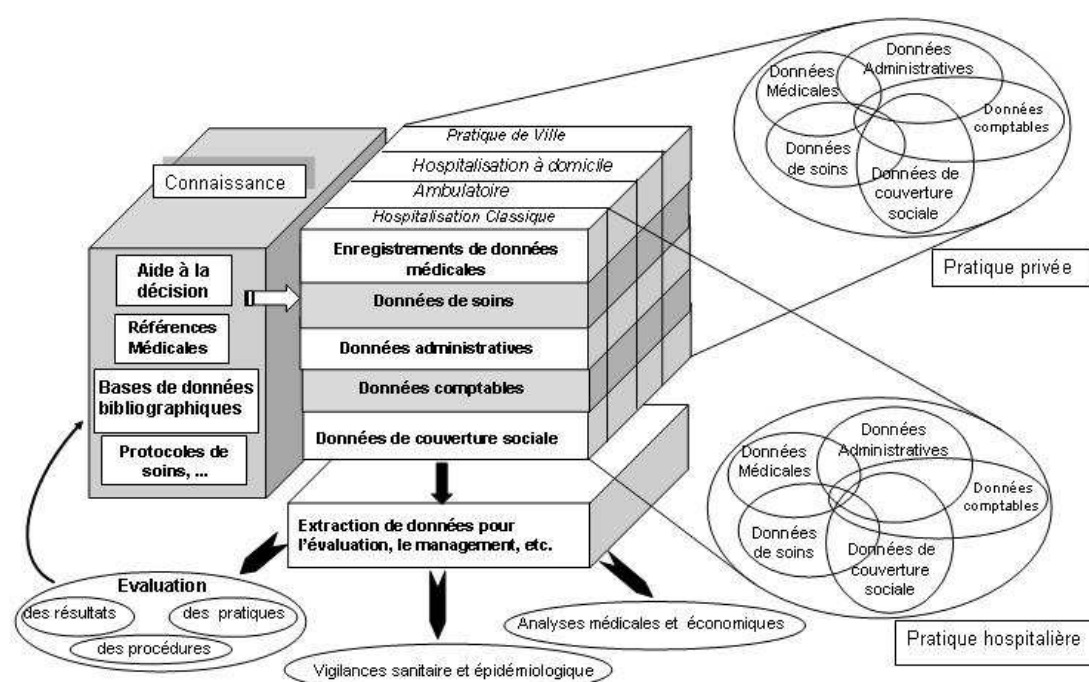 Données
Administratives
Données
Médicales
Données
comptables
Données
de soins
Données de
couverture
sociale
Pratique privée
Pratique de Ville
Hospitalisation à domicile
Ambulatoire
Hospitalisation Classique
Connaissance
Aide à la
décision
Références
Médicales
Bases de données
bibliographiques
Protocoles de
soins, ...
Enregistrements de données
médicales
Données de soins
Données administratives
Données comptables
Données de couverture sociale
Extraction de données pour
l'évaluation, le management, etc.
Données
Administratives
Données
Médicales
Données
comptables
Données
de soins
Données de
couverture
sociale
Pratique hospitalière
Evaluation
des résultats
des pratiques
des procédures
Vigilances sanitaire et épidémiologique
Analyses médicales et économiques